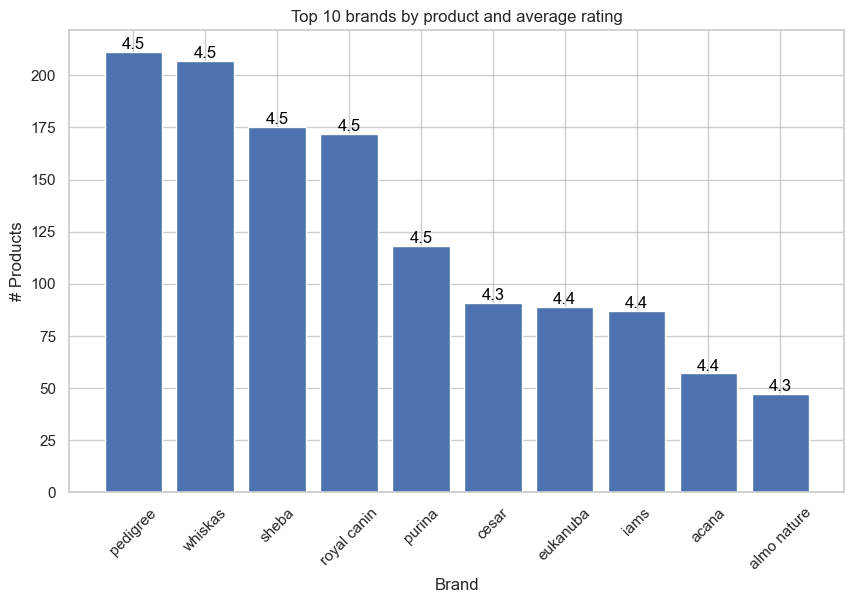 Top 10 brands by product and average rating
# Products
200
175
150
125
100
75
50
25
0
4.5
4.5
4.5
4.5
4.5
4.3
4.4
4.4
4.4
4.3
pedigree
whiskas
sheba
royal canin
purina
cesar
eukanuba
iams
acana
almo nature
Brand